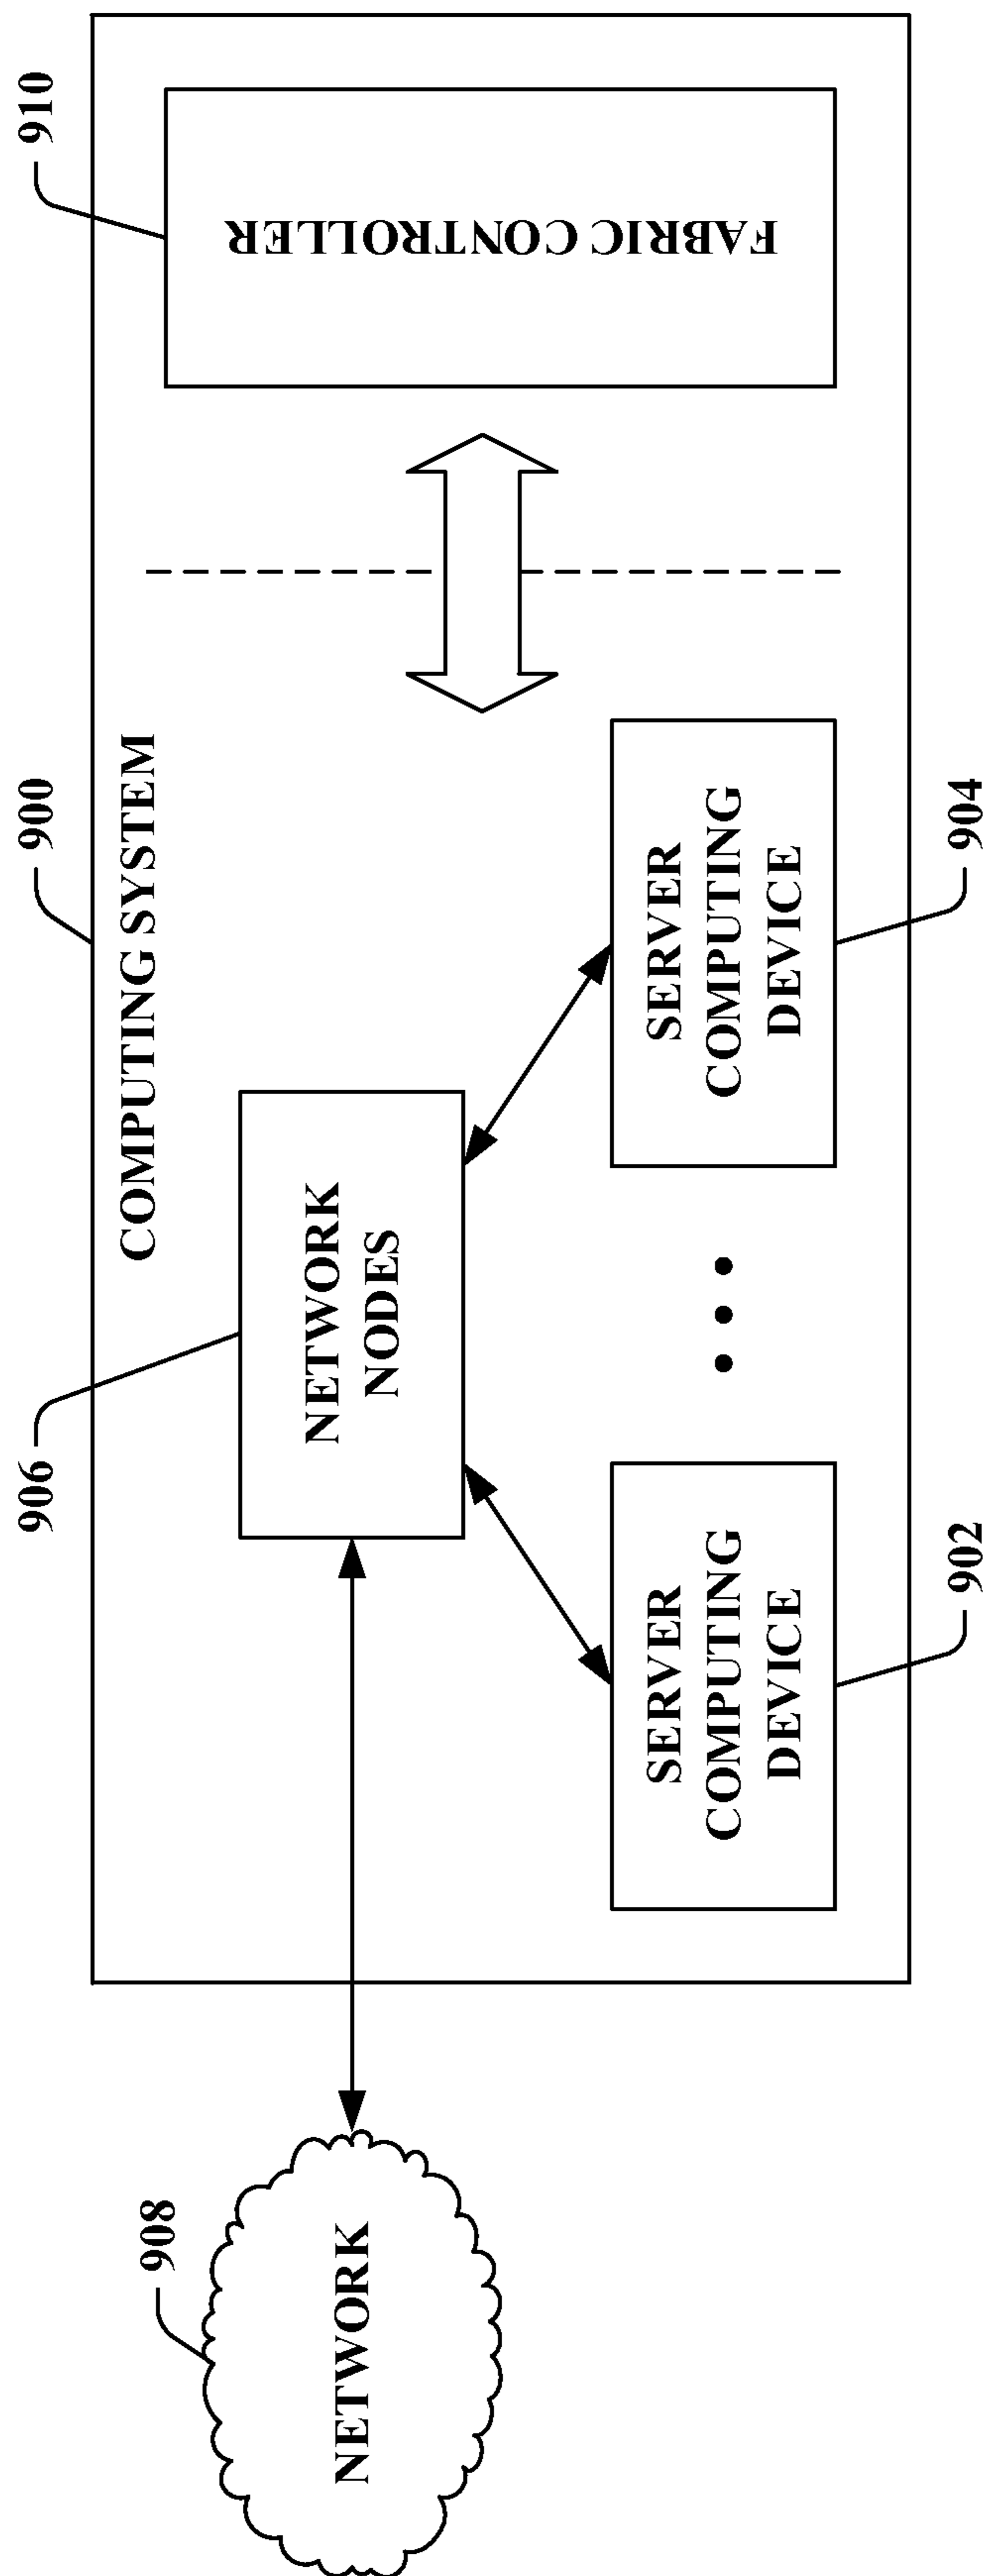 900
COMPUTING SYSTEM
906
NETWORK
NODES
910
FABRIC CONTROLLER
908
NETWORK
SERVER
COMPUTING
DEVICE
902
SERVER
COMPUTING
DEVICE
904